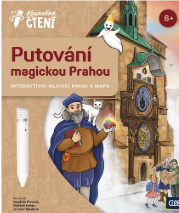 Kouzelné
ČTENÍ
6+
Putování
magickou Prahou
INTERAKTIVNÍ MLUVÍCÍ KNIHA A MAPA